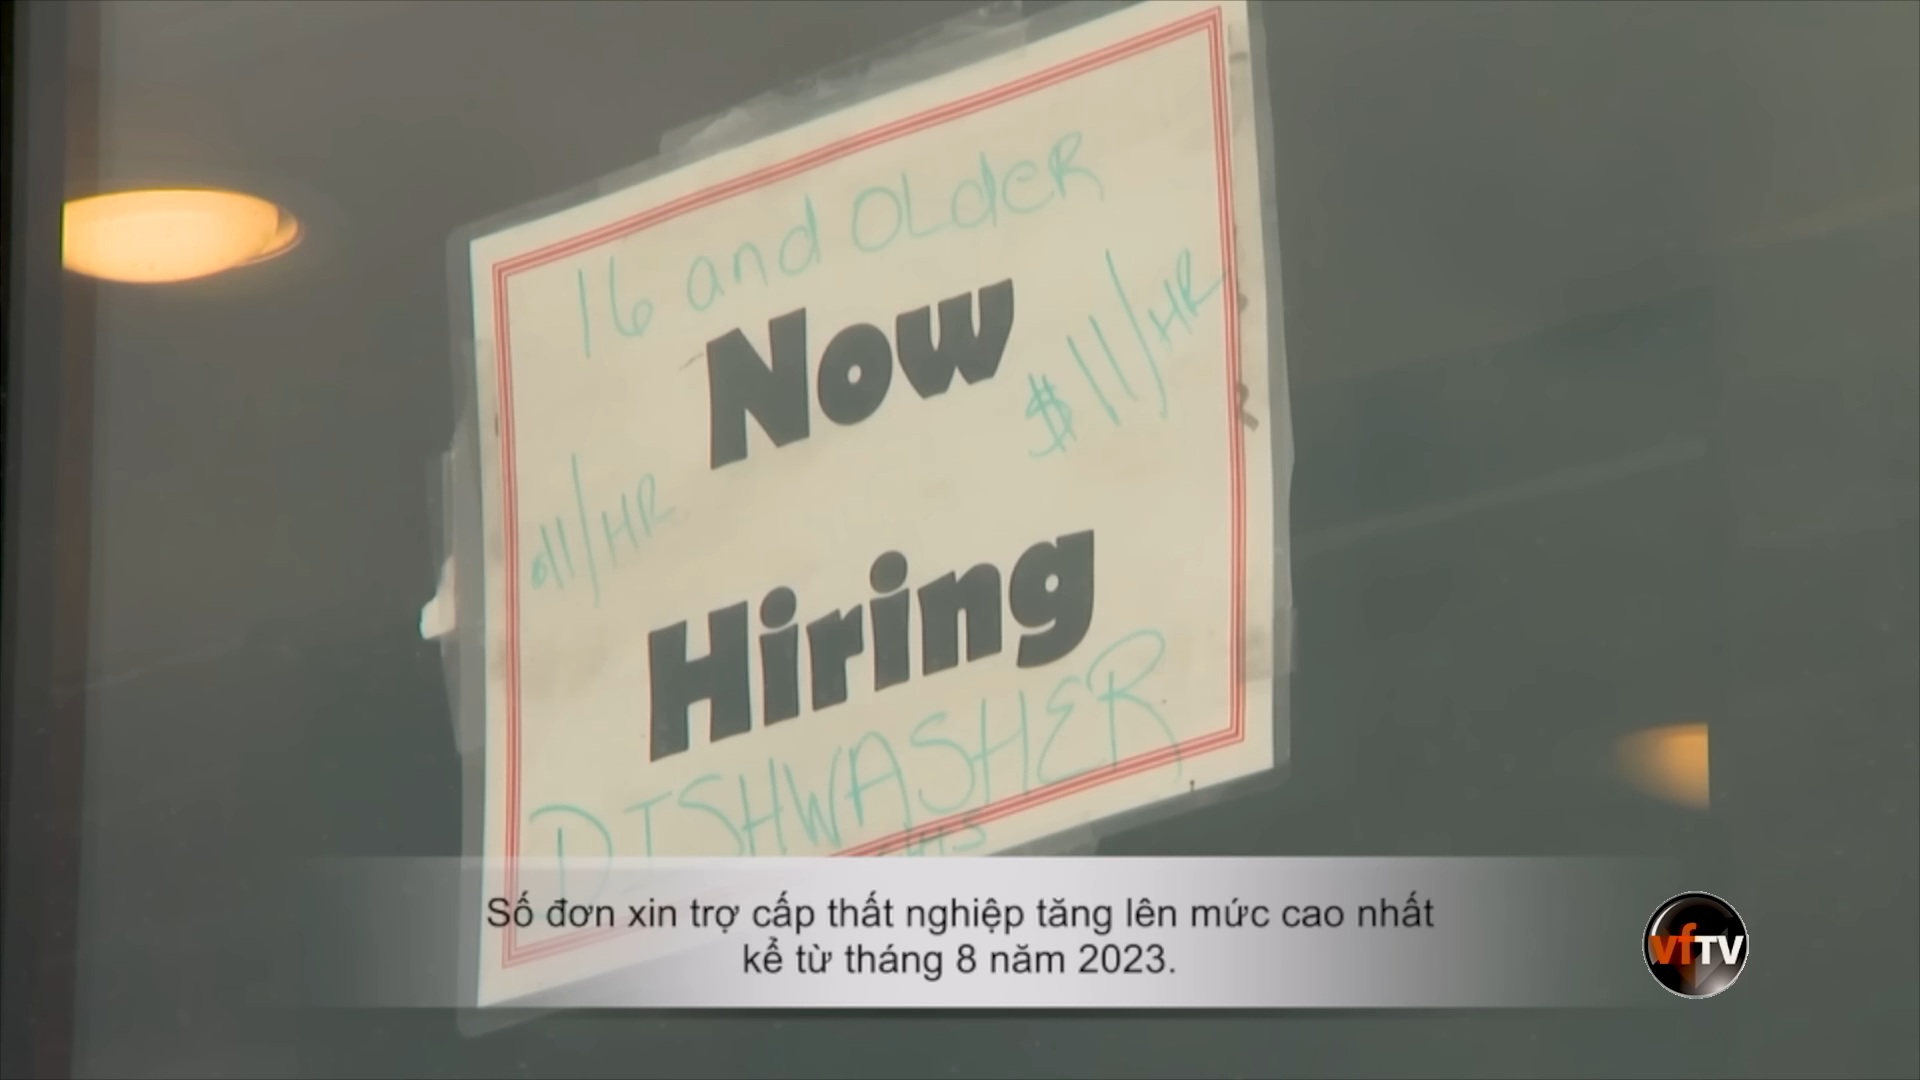 16 and OLdeR
Now
$11/HR
11/HR
Hiring
DISHWASHER
Số đơn xin trợ cấp thất nghiệp tăng lên mức cao nhất
kể từ tháng 8 năm 2023.
vfTV